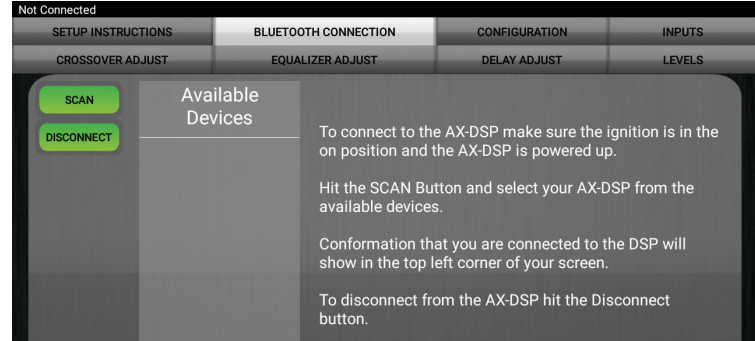 Not Connected
SETUP INSTRUCTIONS BLUETOOTH CONNECTION CONFIGURATION INPUTS
CROSSOVER ADJUST EQUALIZER ADJUST DELAY ADJUST LEVELS
SCAN
DISCONNECT
Available
Devices
To connect to the AX-DSP make sure the ignition is in the
on position and the AX-DSP is powered up.
Hit the SCAN Button and select your AX-DSP from the
available devices.
Conformation that you are connected to the DSP will
show in the top left corner of your screen.
To disconnect from the AX-DSP hit the Disconnect
button.